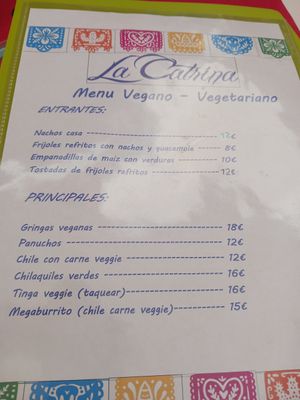 La Catrina
Menu Vegano - Vegetariano
ENTRANTES:
Nachos casa ---------------------------- 12€
Frijoles refritos con nachos y guacamole ---- 8€
Empanadillas de maiz con verduras -------- 10€
Tostadas de frijoles refritos -------------- 12€
PRINCIPALES:
Gringas veganas ------------------------- 18€
Panuchos ------------------------------- 12€
Chile con carne veggie ------------------- 12€
Chilaquiles verdes ----------------------- 16€
Tinga veggie (taquear) ------------------- 16€
Megaburrito (chile carne veggie) ---------- 15€